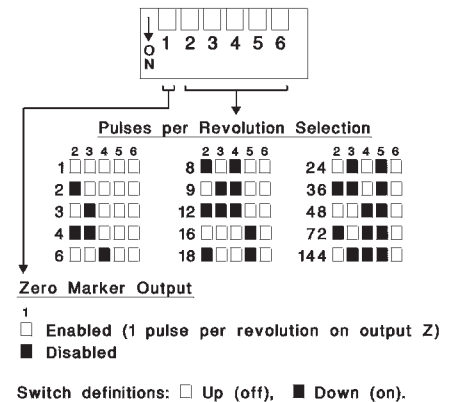 ON 1 2 3 4 5 6
Pulses per Revolution Selection
2 3 4 5 6 2 3 4 5 6 2 3 4 5 6
1 8 24
2 9 36
3 12 48
4 16 72
6 18 144
Zero Marker Output
1
Enabled (1 pulse per revolution on output Z)
Disabled
Switch definitions: Up (off), Down (on).